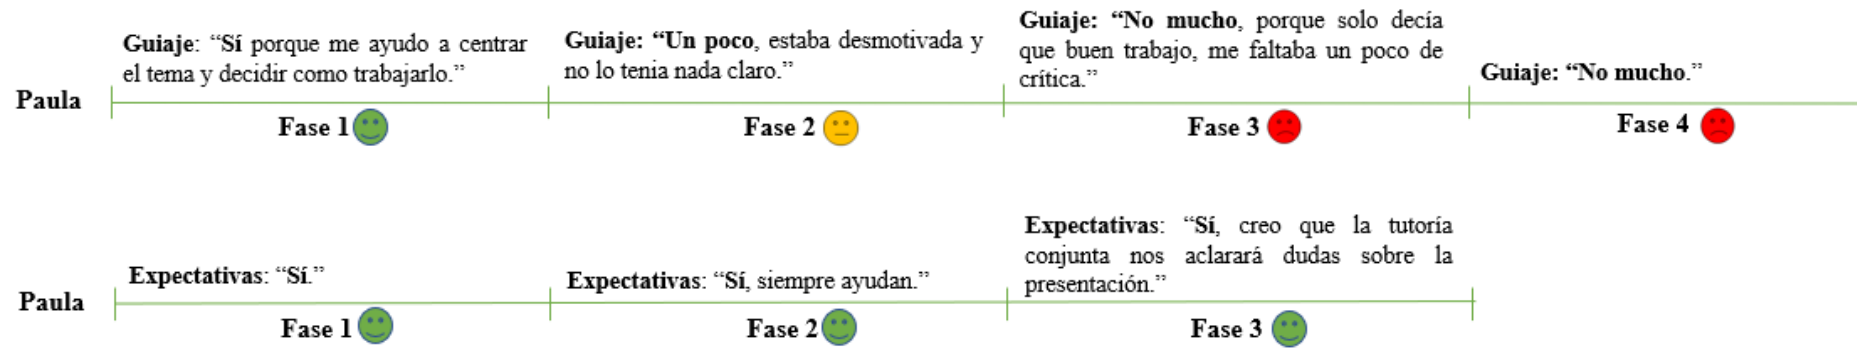 Guiaje: “Sí porque me ayudo a centrar
el tema y decidir como trabajarlo.”
Guiaje: “Un poco, estaba desmotivada y
no lo tenia nada claro.”
Guiaje: “No mucho, porque solo decía
que buen trabajo, me faltaba un poco de
crítica.”
Guiaje: “No mucho.”
Paula
Fase 1
Fase 2
Fase 3
Fase 4
Expectativas: “Sí.”
Expectativas: “Sí, siempre ayudan.”
Expectativas: “Sí, creo que la tutoría
conjunta nos aclarará dudas sobre la
presentación.”
Paula
Fase 1
Fase 2
Fase 3